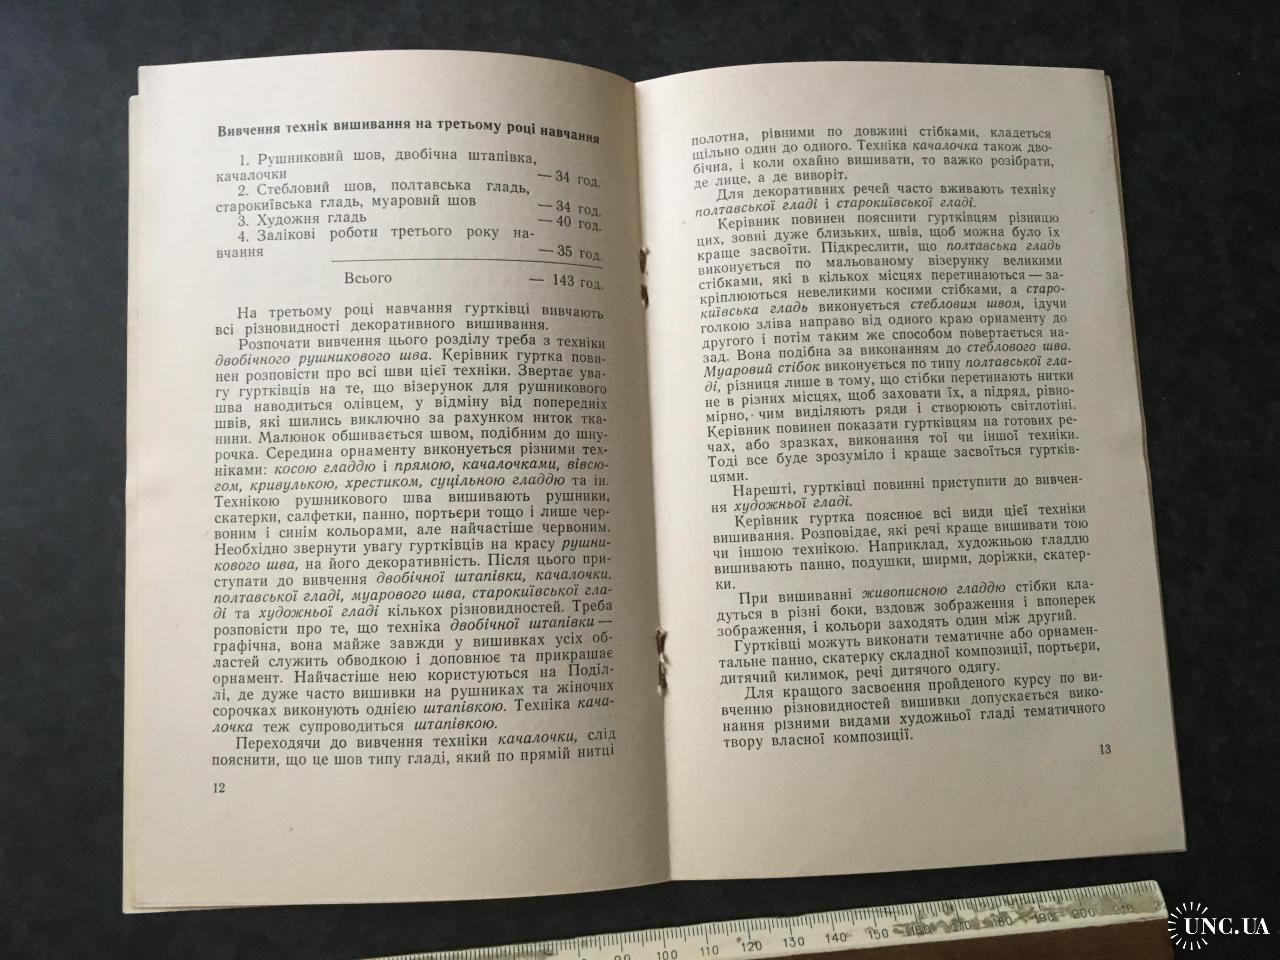 Вивчення технік вишивання на третьому році навчання
1. Рушниковий шов, двобічна штапівка,
качалочки — 34 год.
2. Стебловий шов, полтавська гладь,
старокиївська гладь, муаровий шов — 34 год.
3. Художня гладь — 40 год.
4. Залікові роботи третього року на-
вчання — 35 год.
Всього — 143 год.
На третьому році навчання гуртківці вивчають
всі різновидності декоративного вишивання.
Розпочати вивчення цього розділу треба з техніки
двобічного рушникового шва. Керівник гуртка пови-
нен розповісти про всі шви цієї техніки. Звертає ува-
гу гуртківців на те, що візерунок для рушникового
шва наводиться олівцем, у відміну від попередніх
швів, які шились виключно за рахунком ниток тка-
нини. Малюнок обшивається швом, подібним до шну-
рочка. Середина орнаменту виконується різними тех-
ніками: косою гладдю і прямою, качалочками, вівсю-
гом, кривулькою, хрестиком, суцільною гладдю та ін.
Технікою рушникового шва вишивають рушники,
скатерки, салфетки, панно, портьєри тощо і лише чер-
воним і синім кольорами, але найчастіше червоним.
Необхідно звернути увагу гуртківців на красу рушни-
кового шва, на його декоративність. Після цього при-
ступати до вивчення двобічної штапівки, качалочки,
полтавської гладі, муарового шва, старокиївської гла-
ді та художньої гладі кількох різновидностей. Треба
розповісти про те, що техніка двобічної штапівки —
графічна, вона майже завжди у вишивках усіх об-
ластей служить обводкою і доповнює та прикрашає
орнамент. Найчастіше нею користуються на Поділ-
лі, де дуже часто вишивки на рушниках та жіночих
сорочках виконують однією штапівкою. Техніка кача-
лочка теж супроводиться штапівкою.
Переходячи до вивчення техніки качалочки, слід
пояснити, що це шов типу гладі, який по прямій нитці
12
полотна, рівними по довжині стібками, кладеться
щільно один до одного. Техніка качалочка також дво-
бічна, і коли охайно вишивати, то важко розібрати,
де лице, а де виворіт.
Для декоративних речей часто вживають техніку
полтавської гладі і старокиївської гладі.
Керівник повинен пояснити гуртківцям різницю
цих, зовні дуже близьких, швів, щоб можна було їх
краще засвоїти. Підкреслити, що полтавська гладь
виконується по мальованому візерунку великими
стібками, які в кількох місцях перетинаються — за-
кріплюються невеликими косими стібками, а старо-
київська гладь виконується стебловим швом, ідучи
голкою зліва направо від одного краю орнаменту до
другого і потім таким же способом повертається на-
зад. Вона подібна за виконанням до стеблового шва.
Муаровий стібок виконується по типу полтавської гла-
ді, різниця лише в тому, що стібки перетинають нитки
не в різних місцях, щоб заховати їх, а підряд, рівно-
мірно, чим виділяють ряди і створюють світлотіні.
Керівник повинен показати гуртківцям на готових ре-
чах, або зразках, виконання тої чи іншої техніки.
Тоді все буде зрозуміло і краще засвоїться гуртків-
цями.
Нарешті, гуртківці повинні приступити до вивчен-
ня художньої гладі.
Керівник гуртка пояснює всі види цієї техніки
вишивання. Розповідає, які речі краще вишивати тою
чи іншою технікою. Наприклад, художньою гладдю
вишивають панно, подушки, ширми, доріжки, скатер-
ки.
При вишиванні живописною гладдю стібки кла-
дуться в різні боки, вздовж зображення і впоперек
зображення, і кольори заходять один між другий.
Гуртківці можуть виконати тематичне або орнамен-
тальне панно, скатерку складної композиції, портьєри,
дитячий килимок, речі дитячого одягу.
Для кращого засвоєння пройденого курсу по ви-
вченню різновидностей вишивки допускається вико-
нання різними видами художньої гладі тематичного
твору власної композиції.
13
90 100 110 120 130 140 150 160 170 180 190 200 210
UNC.UA